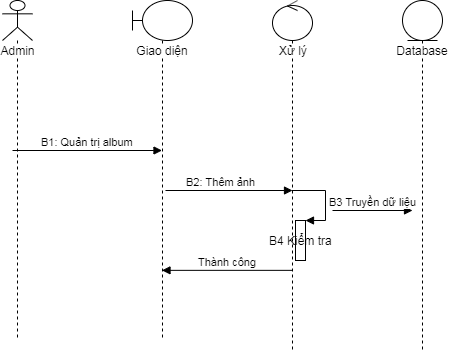 Admin
Giao diện
Xử lý
Database
B1: Quản trị album
B2: Thêm ảnh
B3 Truyền dữ liệu
B4 Kiểm tra
Thành công